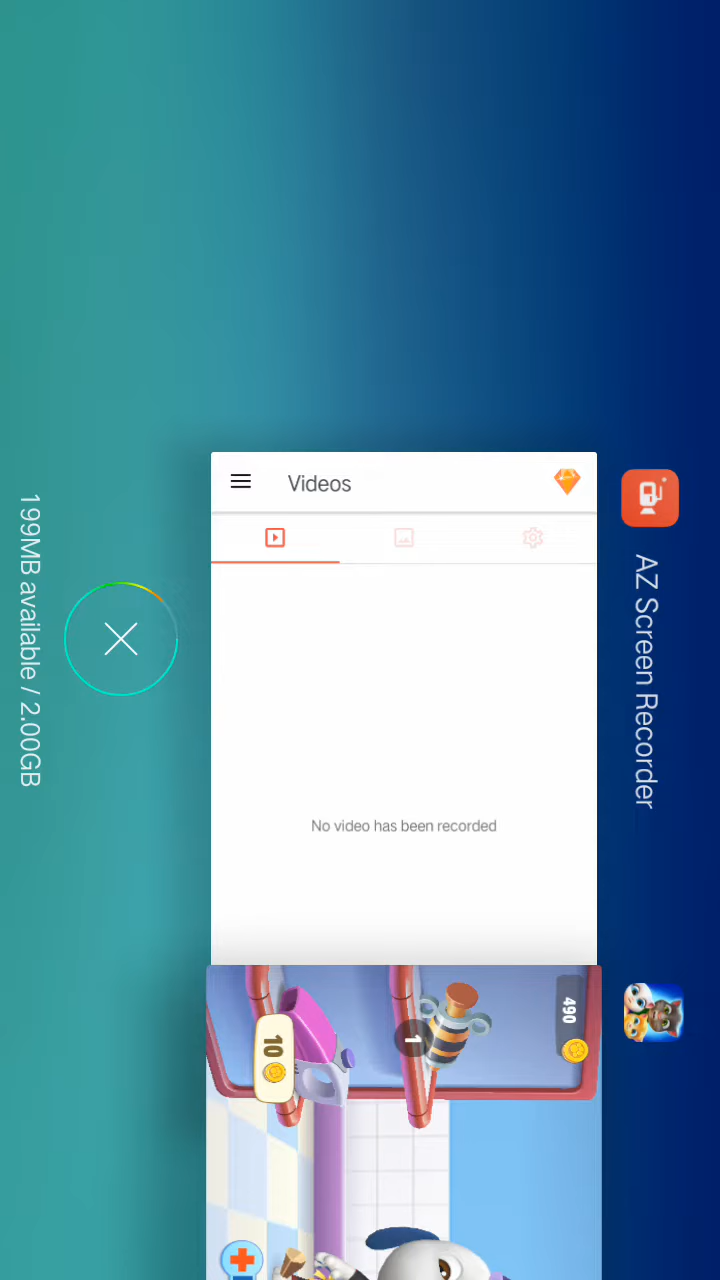 AZ Screen Recorder
Videos
No video has been recorded
490
1
10
199MB available / 2.00GB